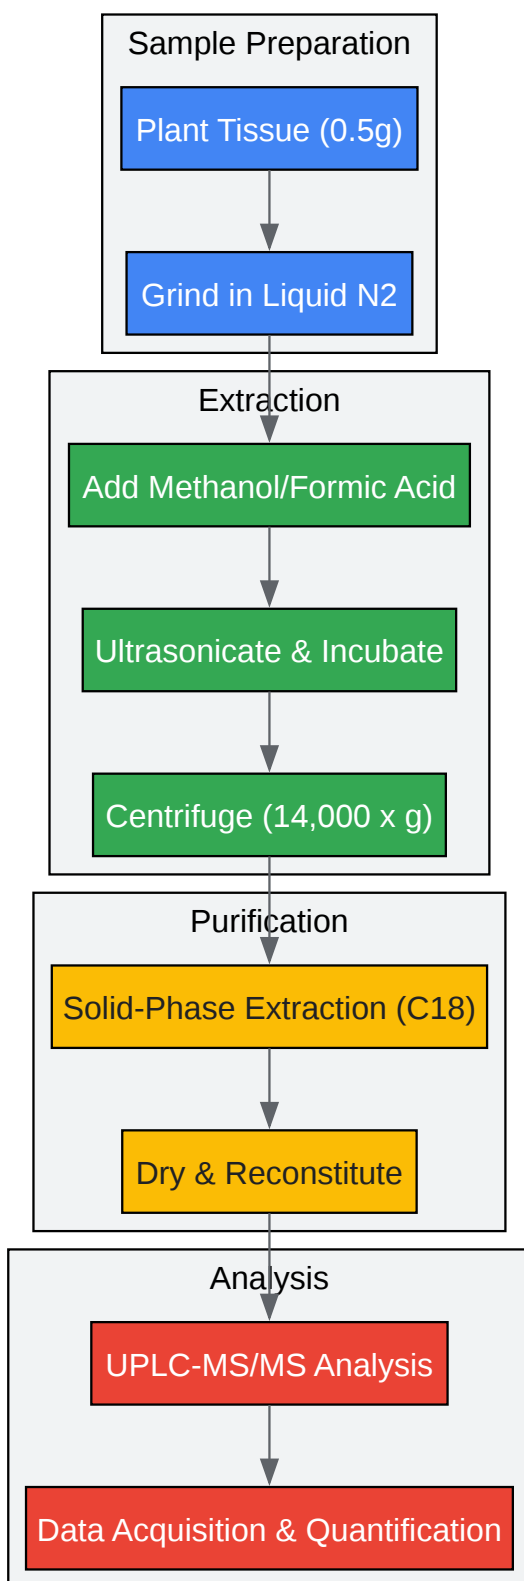 Sample Preparation
Plant Tissue (0.5g)
Grind in Liquid N2
Extraction
Add Methanol/Formic Acid
Ultrasonicate & Incubate
Centrifuge (14,000 x g)
Purification
Solid-Phase Extraction (C18)
Dry & Reconstitute
Analysis
UPLC-MS/MS Analysis
Data Acquisition & Quantification